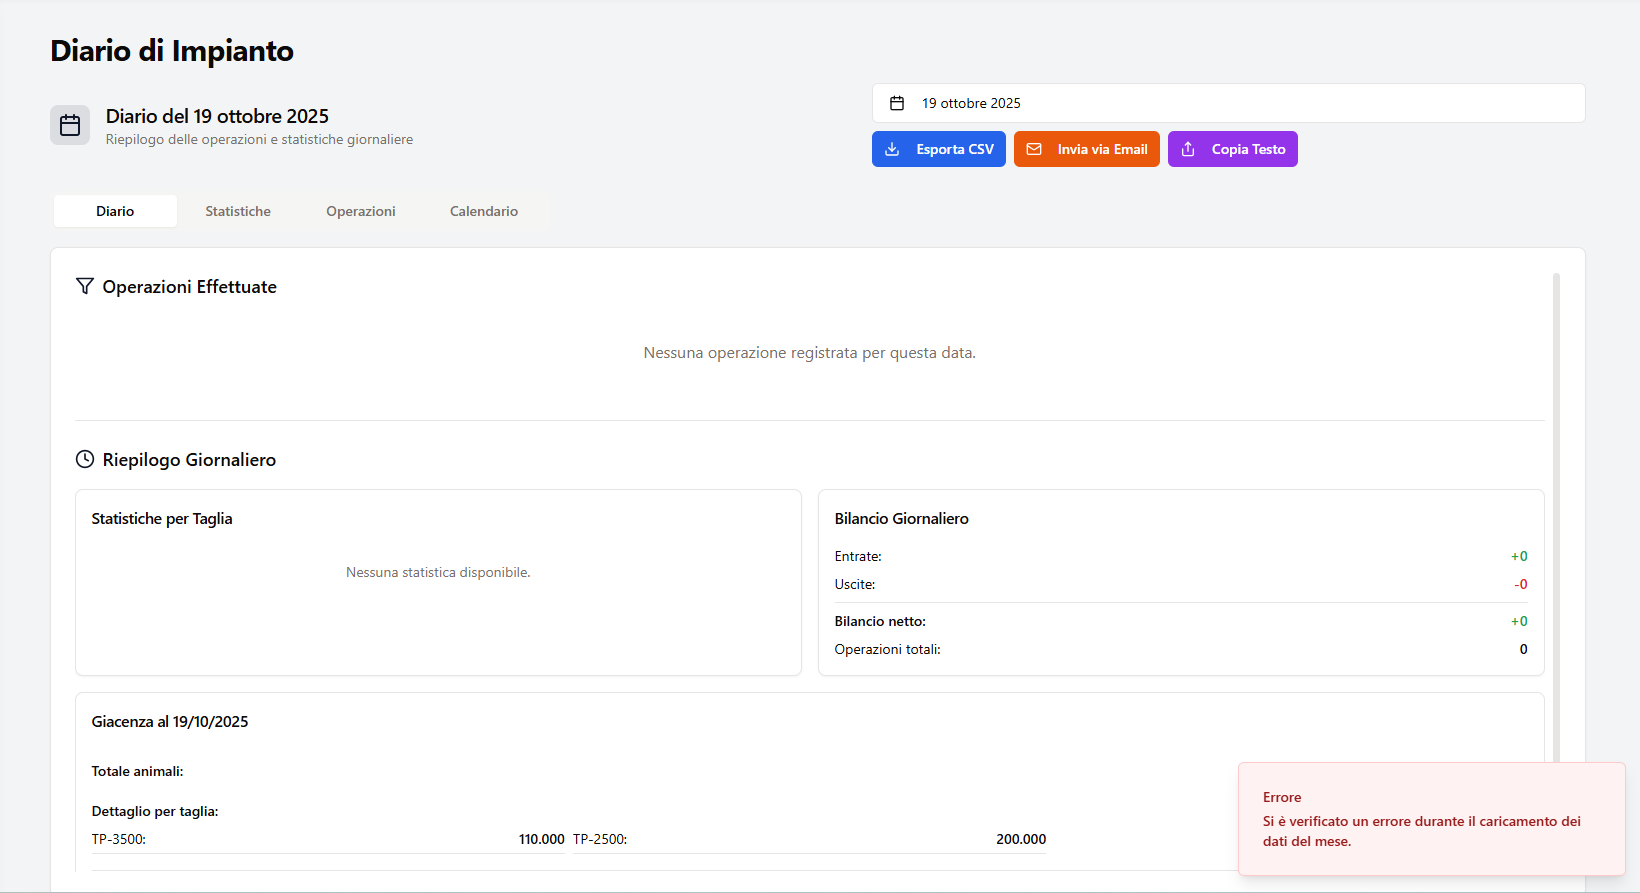 Diario di Impianto
Diario del 19 ottobre 2025
Riepilogo delle operazioni e statistiche giornaliere
19 ottobre 2025
Esporta CSV
Invia via Email
Copia Testo
Diario
Statistiche
Operazioni
Calendario
Operazioni Effettuate
Nessuna operazione registrata per questa data.
Riepilogo Giornaliero
Statistiche per Taglia
Nessuna statistica disponibile.
Bilancio Giornaliero
Entrate: +0
Uscite: -0
Bilancio netto: +0
Operazioni totali: 0
Giacenza al 19/10/2025
Totale animali:
Dettaglio per taglia:
TP-3500: 110.000 TP-2500: 200.000
Errore
Si è verificato un errore durante il caricamento dei
dati del mese.